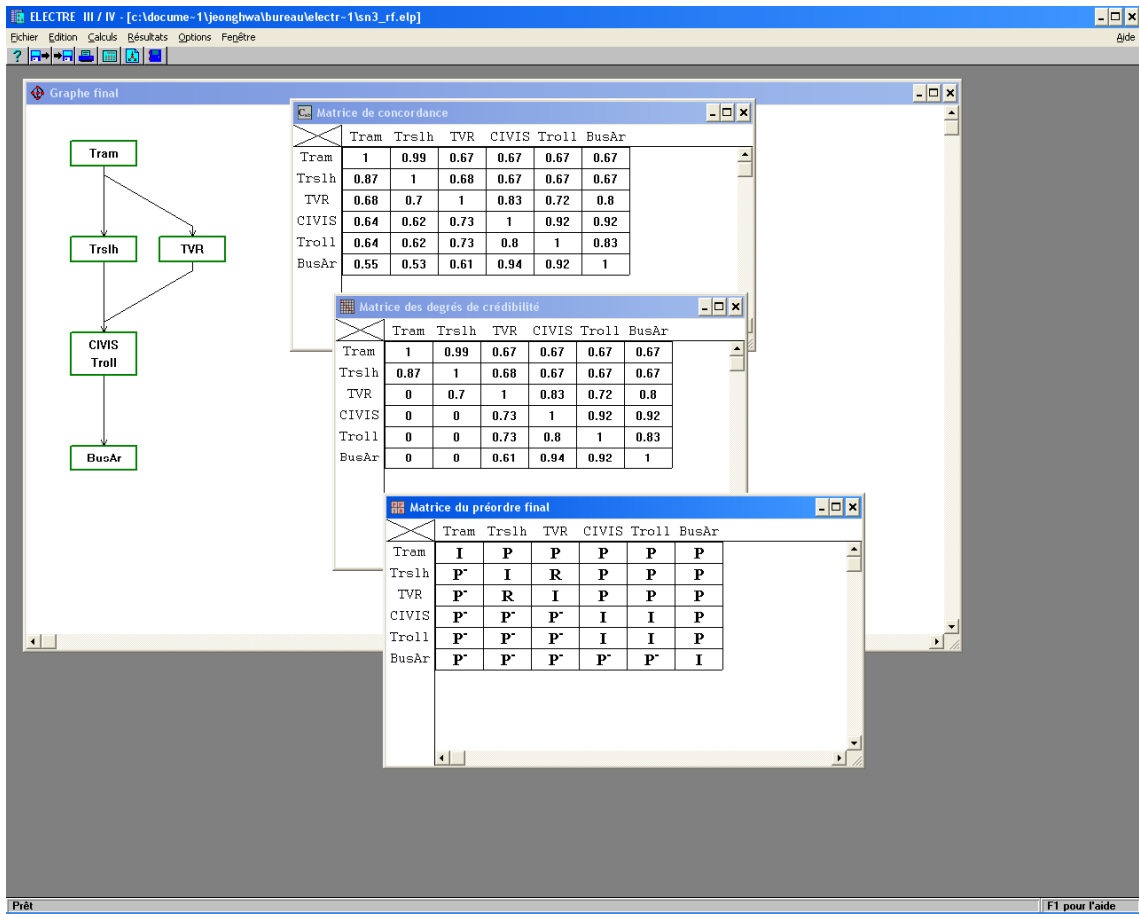 ELECTRE III / IV - [c:\docume~1\jeonghwa\bureau\electr~1\sn3_rf.elp]
Fichier Edition Calculs Résultats Options Fenêtre Aide
Graphe final
Tram
Trslh TVR
CIVIS
Troll
BusAr
Matrice de concordance
Tram Trslh TVR CIVIS Troll BusAr
Tram 1 0.99 0.67 0.67 0.67 0.67
Trslh 0.87 1 0.68 0.67 0.67 0.67
TVR 0.68 0.7 1 0.83 0.72 0.8
CIVIS 0.64 0.62 0.73 1 0.92 0.92
Troll 0.64 0.62 0.73 0.8 1 0.83
BusAr 0.55 0.53 0.61 0.94 0.92 1
Matrice des degrés de crédibilité
Tram Trslh TVR CIVIS Troll BusAr
Tram 1 0.99 0.67 0.67 0.67 0.67
Trslh 0.87 1 0.68 0.67 0.67 0.67
TVR 0 0.7 1 0.83 0.72 0.8
CIVIS 0 0 0.73 1 0.92 0.92
Troll 0 0 0.73 0.8 1 0.83
BusAr 0 0 0.61 0.94 0.92 1
Matrice du préordre final
Tram Trslh TVR CIVIS Troll BusAr
Tram I P P P P P
Trslh P⁻ I R P P P
TVR P⁻ R I P P P
CIVIS P⁻ P⁻ P⁻ I I P
Troll P⁻ P⁻ P⁻ I I P
BusAr P⁻ P⁻ P⁻ P⁻ P⁻ I
Prêt F1 pour l'aide